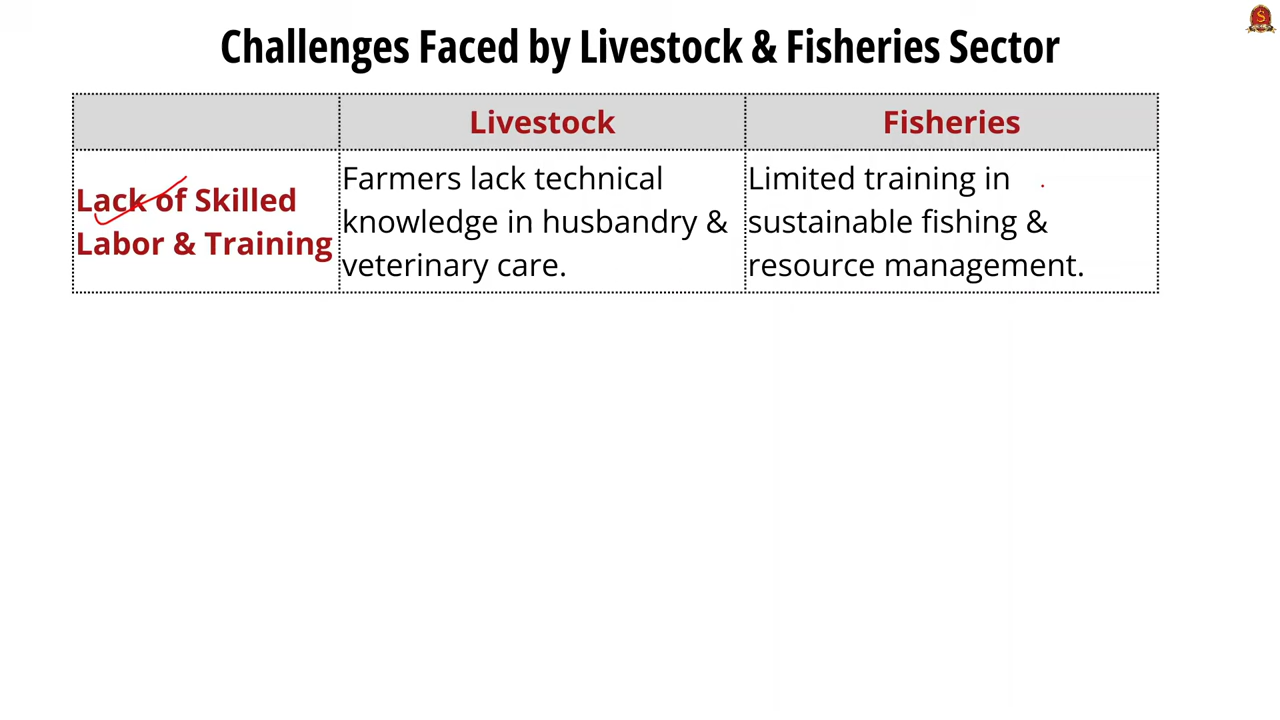 Challenges Faced by Livestock & Fisheries Sector
Livestock
Fisheries
Lack of Skilled
Labor & Training
Farmers lack technical
knowledge in husbandry &
veterinary care.
Limited training in
sustainable fishing &
resource management.